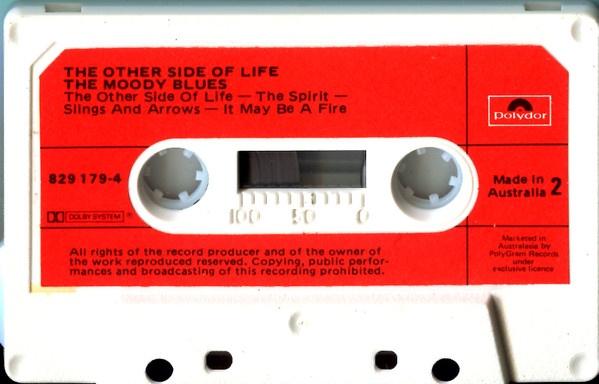 THE OTHER SIDE OF LIFE
THE MOODY BLUES
The Other Side Of Life — The Spirit —
Slings And Arrows — It May Be A Fire
polydor
829 179-4
Made in
Australia 2
DOLBY SYSTEM ®
100 50 0
All rights of the record producer and of the owner of
the work reproduced reserved. Copying, public perfor-
mances and broadcasting of this recording prohibited.
Marketed in
Australasia by
PolyGram Records
under
exclusive licence